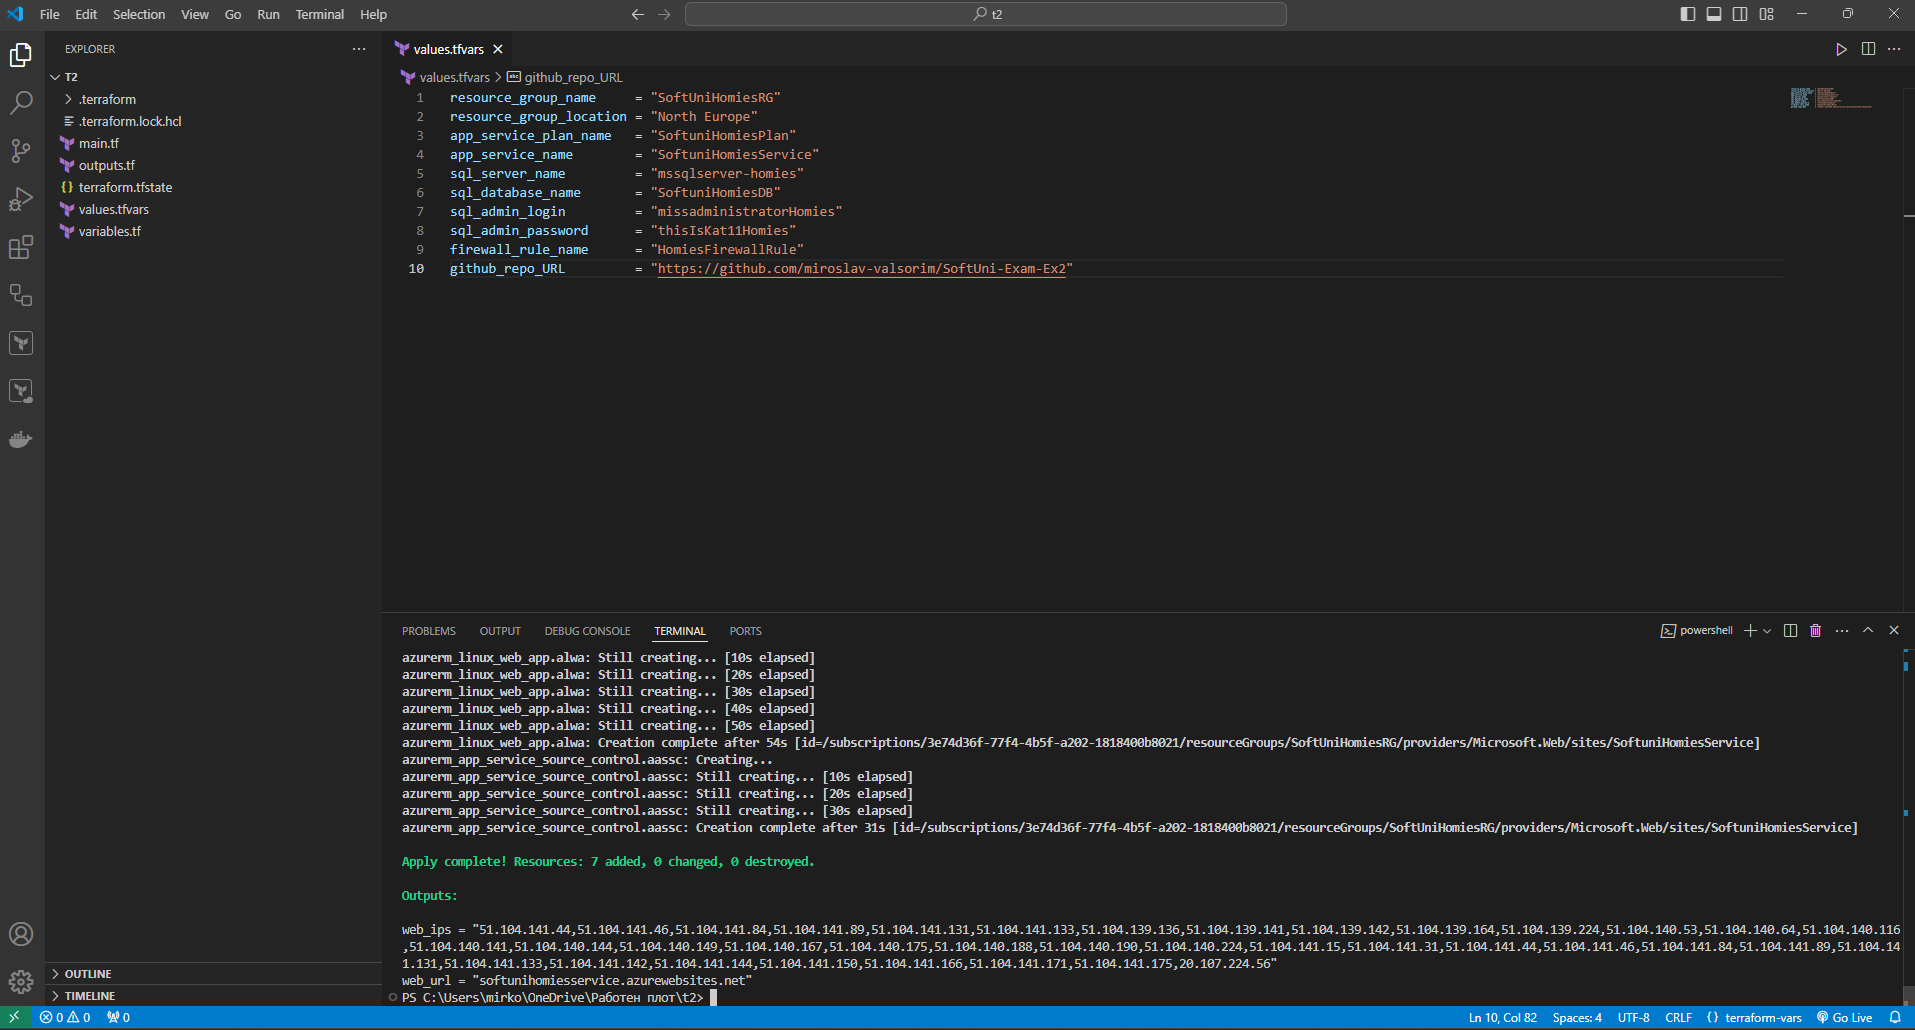 File Edit Selection View Go Run Terminal Help
t2
EXPLORER
T2
.terraform
.terraform.lock.hcl
main.tf
outputs.tf
terraform.tfstate
values.tfvars
variables.tf
OUTLINE
TIMELINE
values.tfvars
values.tfvars > github_repo_URL
1 resource_group_name = "SoftUniHomiesRG"
2 resource_group_location = "North Europe"
3 app_service_plan_name = "SoftuniHomiesPlan"
4 app_service_name = "SoftuniHomiesService"
5 sql_server_name = "mssqlserver-homies"
6 sql_database_name = "SoftuniHomiesDB"
7 sql_admin_login = "missadministratorHomies"
8 sql_admin_password = "thisIsKat11Homies"
9 firewall_rule_name = "HomiesFirewallRule"
10 github_repo_URL = "https://github.com/miroslav-valsorim/SoftUni-Exam-Ex2"
PROBLEMS OUTPUT DEBUG CONSOLE TERMINAL PORTS
powershell
azurerm_linux_web_app.alwa: Still creating... [10s elapsed]
azurerm_linux_web_app.alwa: Still creating... [20s elapsed]
azurerm_linux_web_app.alwa: Still creating... [30s elapsed]
azurerm_linux_web_app.alwa: Still creating... [40s elapsed]
azurerm_linux_web_app.alwa: Still creating... [50s elapsed]
azurerm_linux_web_app.alwa: Creation complete after 54s [id=/subscriptions/3e74d36f-77f4-4b5f-a202-1818400b8021/resourceGroups/SoftUniHomiesRG/providers/Microsoft.Web/sites/SoftuniHomiesService]
azurerm_app_service_source_control.aassc: Creating...
azurerm_app_service_source_control.aassc: Still creating... [10s elapsed]
azurerm_app_service_source_control.aassc: Still creating... [20s elapsed]
azurerm_app_service_source_control.aassc: Still creating... [30s elapsed]
azurerm_app_service_source_control.aassc: Creation complete after 31s [id=/subscriptions/3e74d36f-77f4-4b5f-a202-1818400b8021/resourceGroups/SoftUniHomiesRG/providers/Microsoft.Web/sites/SoftuniHomiesService]
Apply complete! Resources: 7 added, 0 changed, 0 destroyed.
Outputs:
web_ips = "51.104.141.44,51.104.141.46,51.104.141.84,51.104.141.89,51.104.141.131,51.104.141.133,51.104.139.136,51.104.139.141,51.104.139.142,51.104.139.164,51.104.139.224,51.104.140.53,51.104.140.64,51.104.140.116
,51.104.140.141,51.104.140.144,51.104.140.149,51.104.140.167,51.104.140.175,51.104.140.188,51.104.140.190,51.104.140.224,51.104.141.15,51.104.141.31,51.104.141.44,51.104.141.46,51.104.141.84,51.104.141.89,51.104.14
1.131,51.104.141.133,51.104.141.142,51.104.141.144,51.104.141.150,51.104.141.166,51.104.141.171,51.104.141.175,20.107.224.56"
web_url = "softunihomiesservice.azurewebsites.net"
PS C:\Users\mirko\OneDrive\Работен плот\t2>
0 0 0 Ln 10, Col 82 Spaces: 4 UTF-8 CRLF {} terraform-vars Go Live